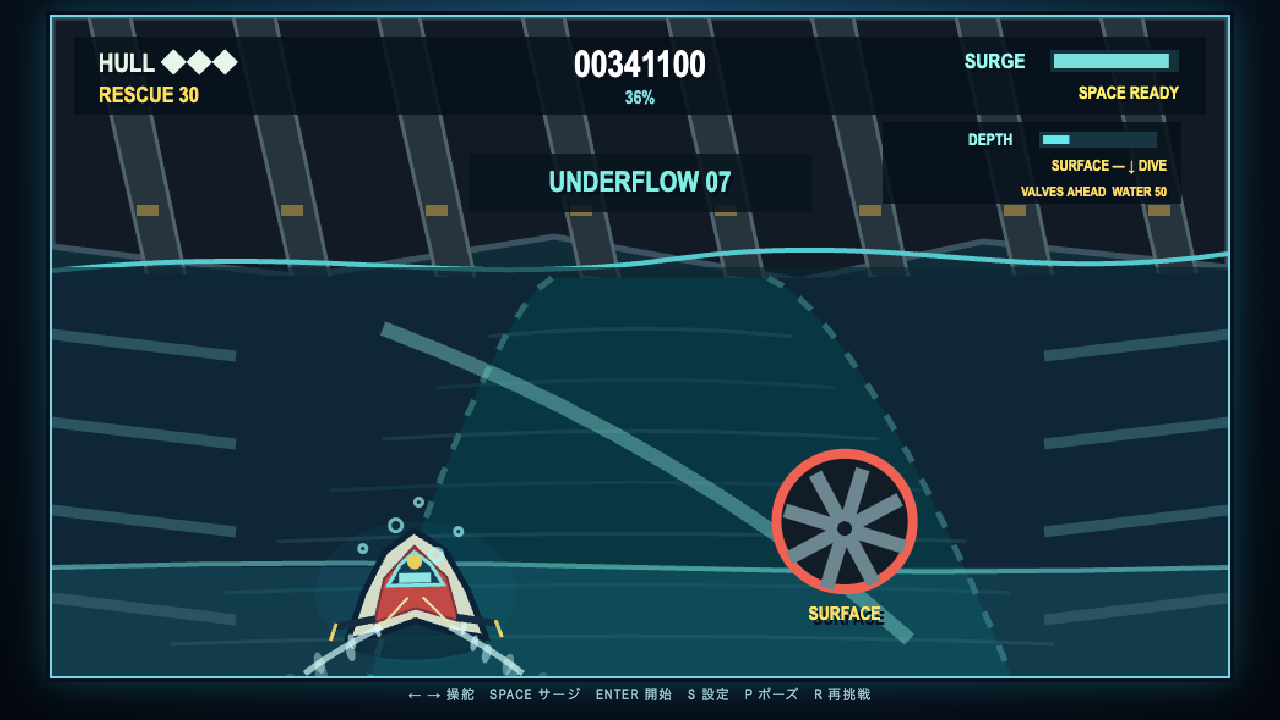 HULL
RESCUE 30
00341100
36%
SURGE
SPACE READY
DEPTH
SURFACE — ↓ DIVE
VALVES AHEAD WATER 50
UNDERFLOW 07
SURFACE
← → 操舵 SPACE サージ ENTER 開始 S 設定 P ポーズ R 再挑戦